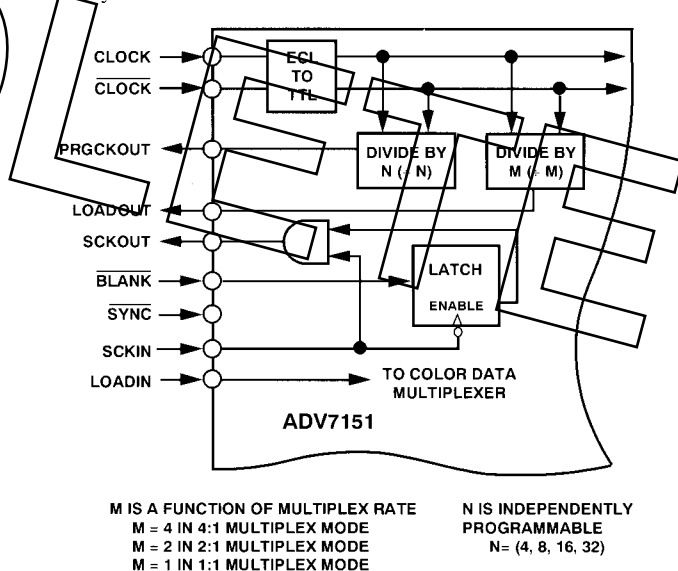 CLOCK
CLOCK
ECL
TO
TTL
PRGCKOUT
DIVIDE BY
N (÷ N)
DIVIDE BY
M (÷ M)
LOADOUT
SCKOUT
BLANK
LATCH
ENABLE
SYNC
SCKIN
LOADIN
TO COLOR DATA
MULTIPLEXER
ADV7151
M IS A FUNCTION OF MULTIPLEX RATE
M = 4 IN 4:1 MULTIPLEX MODE
M = 2 IN 2:1 MULTIPLEX MODE
M = 1 IN 1:1 MULTIPLEX MODE
N IS INDEPENDENTLY
PROGRAMMABLE
N= (4, 8, 16, 32)